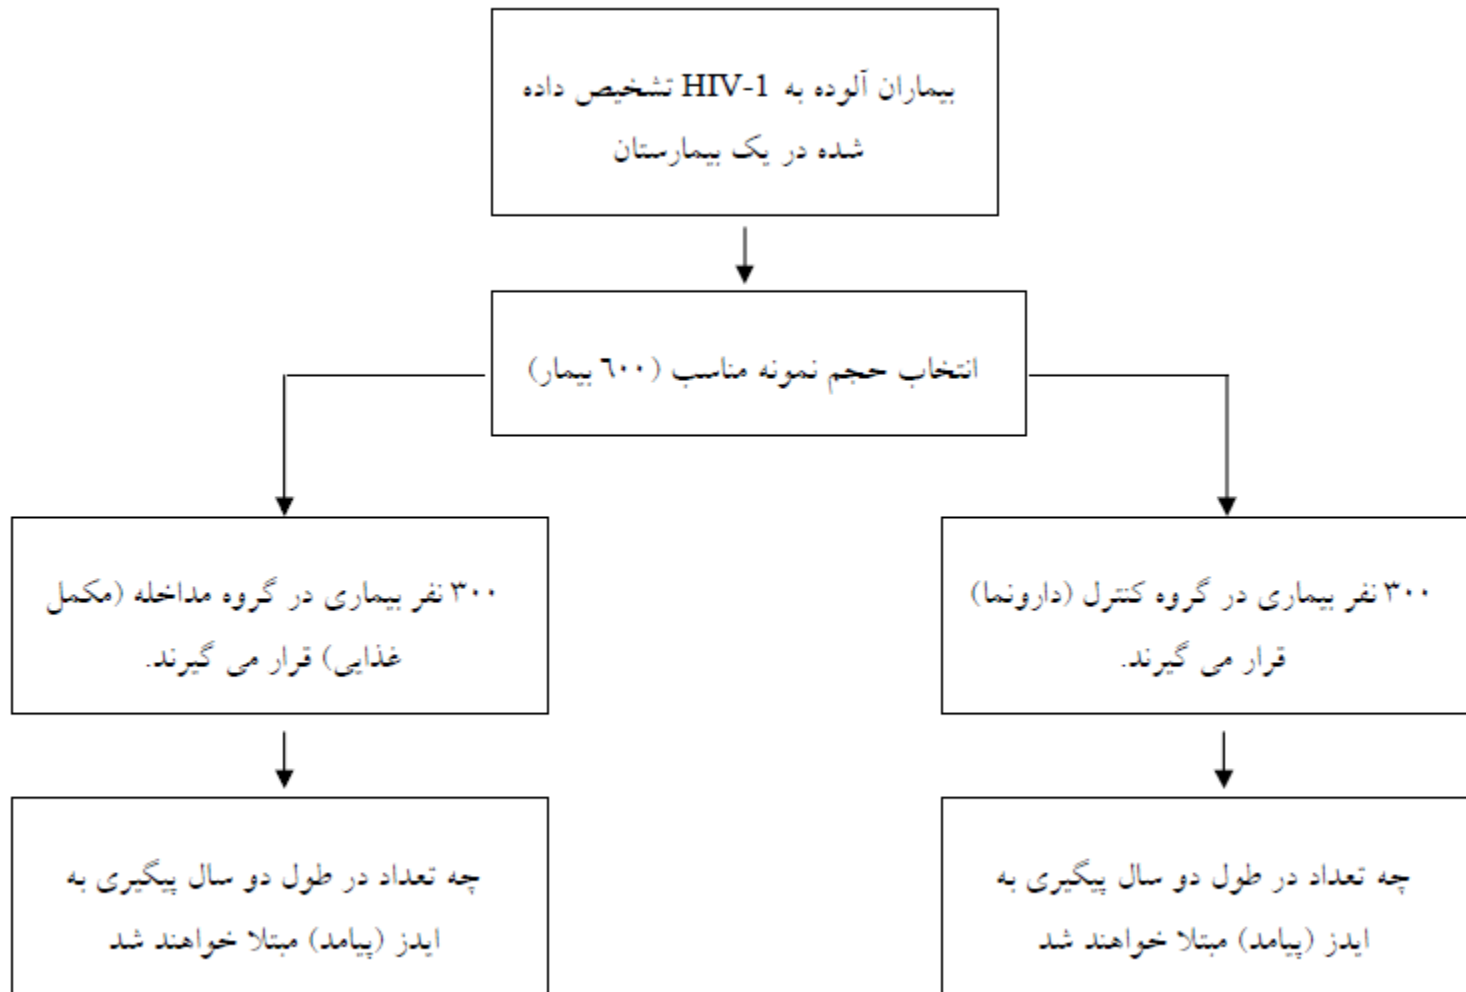 بیماران آلوده به HIV-1 تشخیص داده
شده در یک بیمارستان
انتخاب حجم نمونه مناسب (٦٠٠ بیمار)
۳۰۰ نفر بیماری در گروه کنترل (دارونما)
قرار می گیرند.
۳۰۰ نفر بیماری در گروه مداخله (مکمل
غذایی) قرار می گیرند.
چه تعداد در طول دو سال پیگیری به
ایدز (پیامد) مبتلا خواهند شد
چه تعداد در طول دو سال پیگیری به
ایدز (پیامد) مبتلا خواهند شد